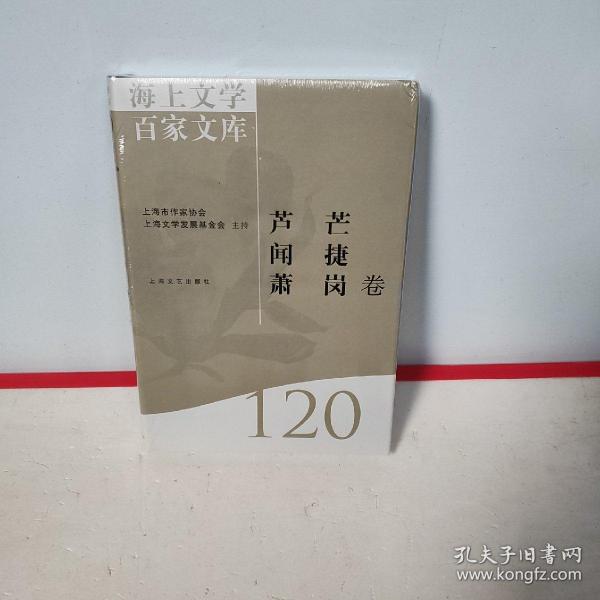 海上文学
百家文库
上海市作家协会
上海文学发展基金会 主持
上海文艺出版社
芦 芒
闻 捷
萧 岗 卷
120
孔夫子旧书网
www.kongfz.com